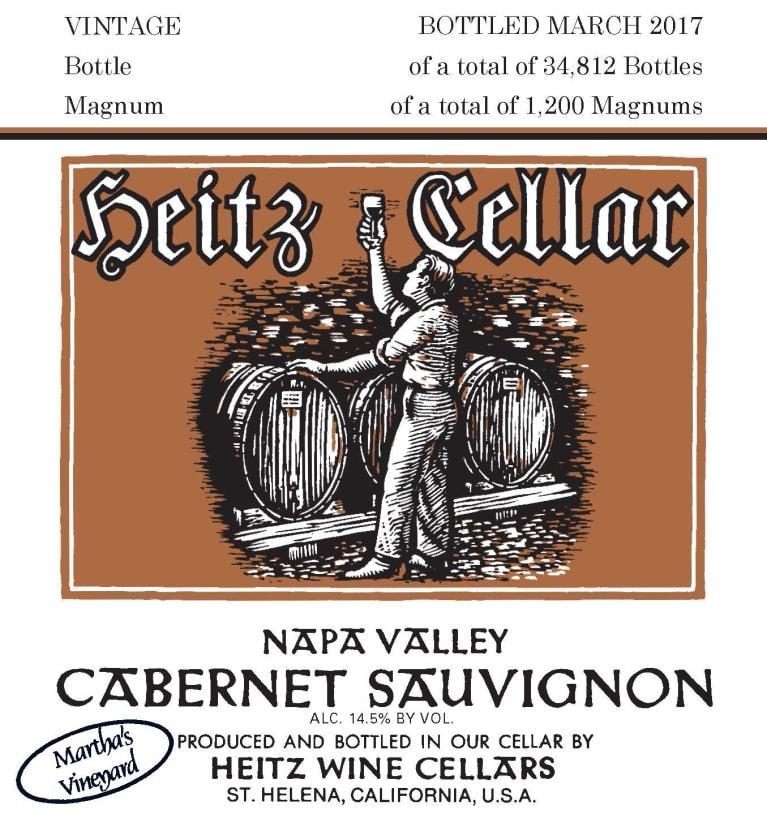 VINTAGE BOTTLED MARCH 2017
Bottle of a total of 34,812 Bottles
Magnum of a total of 1,200 Magnums
Heitz Cellar
NAPA VALLEY
CABERNET SAUVIGNON
ALC. 14.5% BY VOL.
Martha's
Vineyard
PRODUCED AND BOTTLED IN OUR CELLAR BY
HEITZ WINE CELLARS
ST. HELENA, CALIFORNIA, U.S.A.